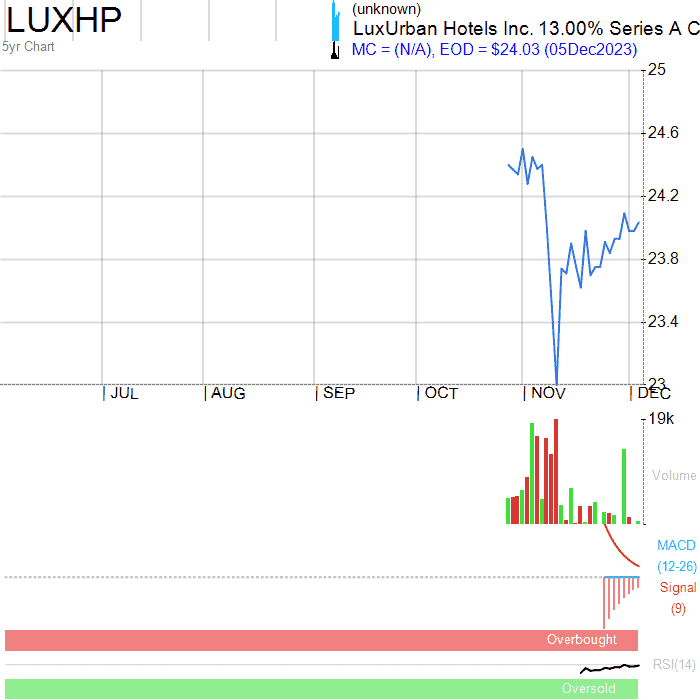 LUXHP
5yr Chart
(unknown)
LuxUrban Hotels Inc. 13.00% Series A C
MC = (N/A), EOD = $24.03 (05Dec2023)
25
24.6
24.2
23.8
23.4
23
JUL
AUG
SEP
OCT
NOV
DEC
19k
Volume
MACD
(12-26)
Signal
(9)
Overbought
RSI(14)
Oversold